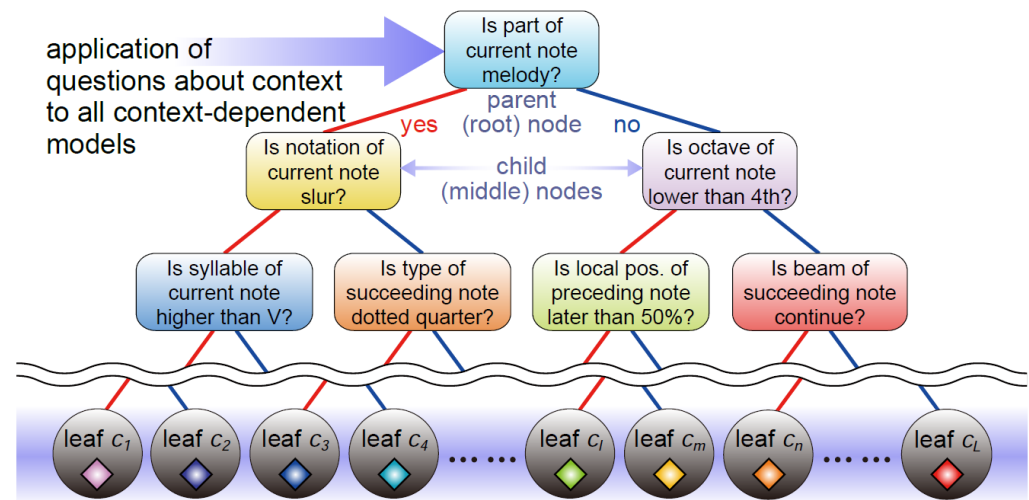 application of
questions about context
to all context-dependent
models
Is part of
current note
melody?
parent
(root) node
yes
no
Is notation of
current note
slur?
child
(middle) nodes
Is octave of
current note
lower than 4th?
Is syllable of
current note
higher than V?
Is type of
succeeding note
dotted quarter?
Is local pos. of
preceding note
later than 50%?
Is beam of
succeeding note
continue?
leaf c1
leaf c2
leaf c3
leaf c4
... ...
leaf cl
leaf cm
leaf cn
... ...
leaf cL